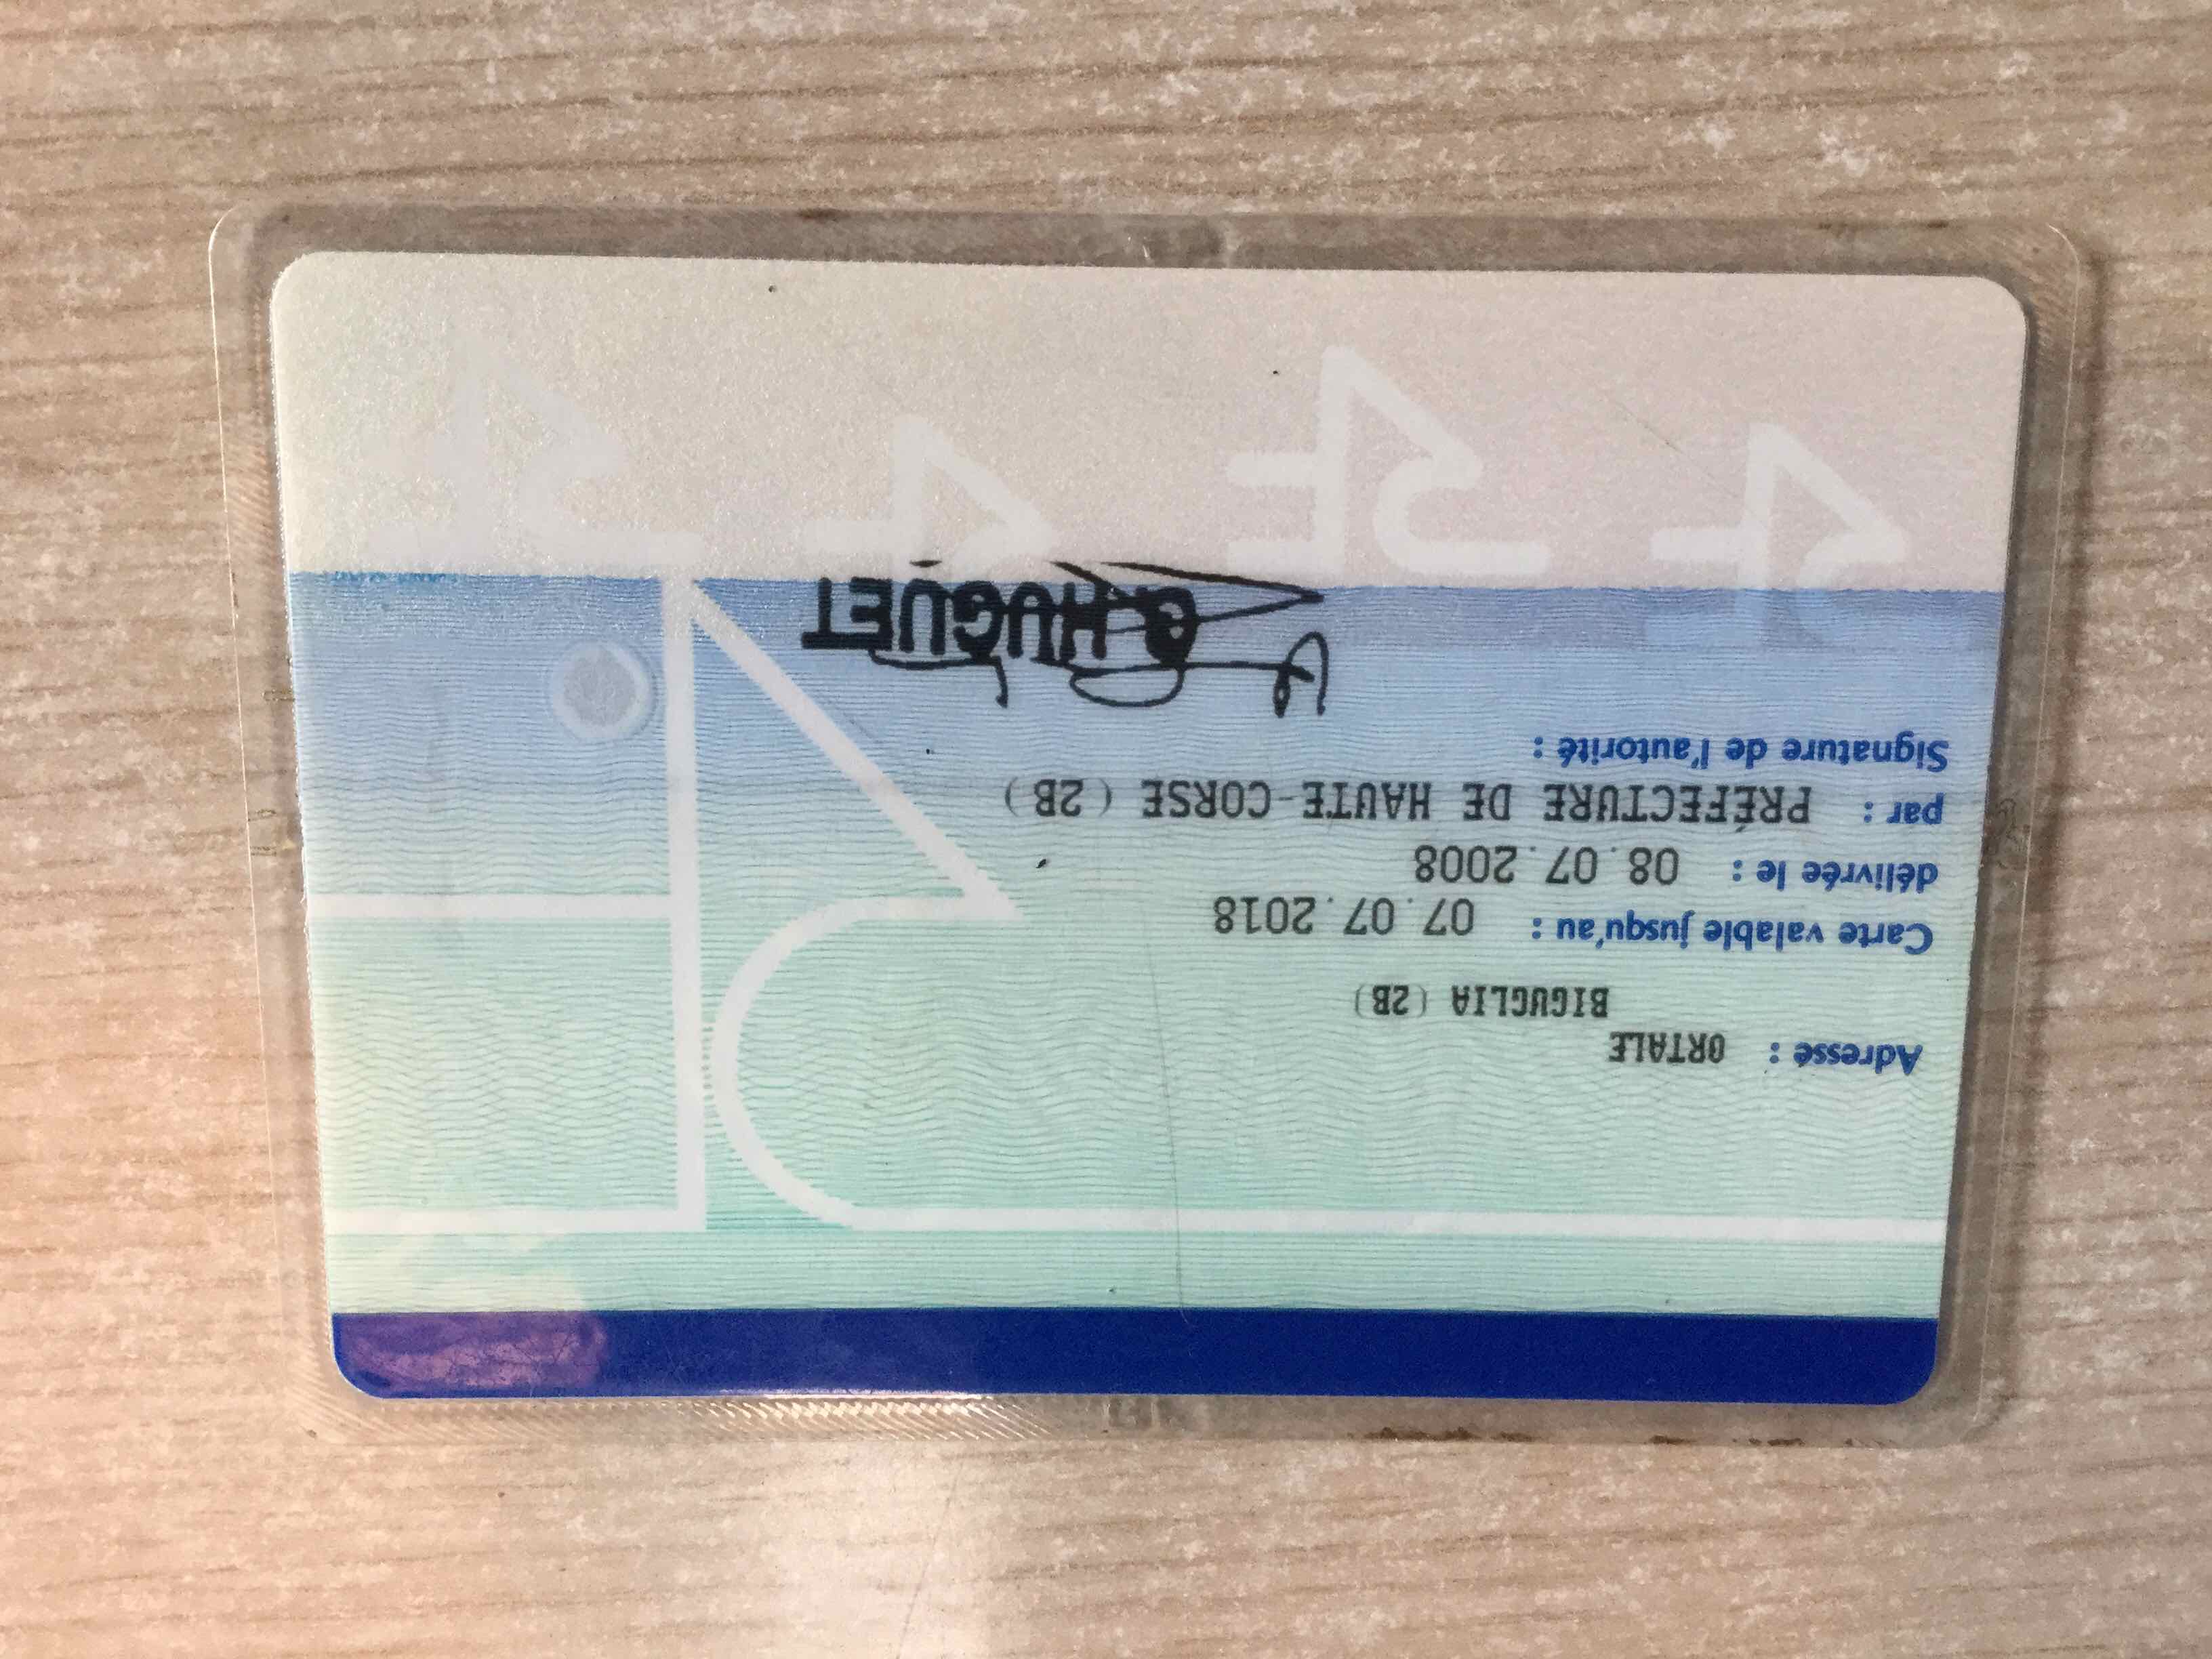 Adresse : ORTALE
BIGUGLIA (2B)
Carte valable jusqu'au : 07.07.2018
délivrée le : 08.07.2008
par : PRÉFECTURE DE HAUTE-CORSE (2B)
Signature de l'autorité :
C.HUGUET